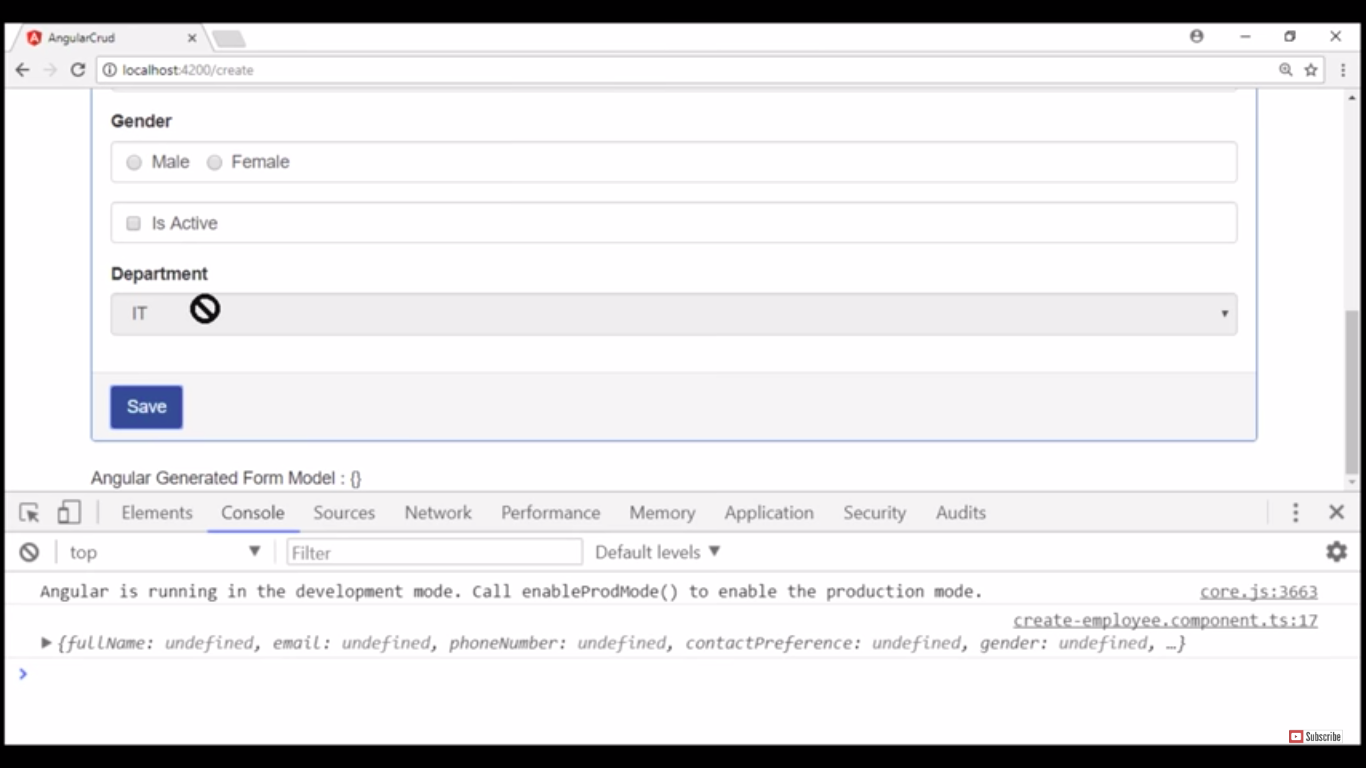 AngularCrud
localhost:4200/create
Gender
Male Female
Is Active
Department
IT
Save
Angular Generated Form Model : {}
Elements Console Sources Network Performance Memory Application Security Audits
top Filter Default levels
Angular is running in the development mode. Call enableProdMode() to enable the production mode. core.js:3663
create-employee.component.ts:17
{fullName: undefined, email: undefined, phoneNumber: undefined, contactPreference: undefined, gender: undefined, …}
Subscribe